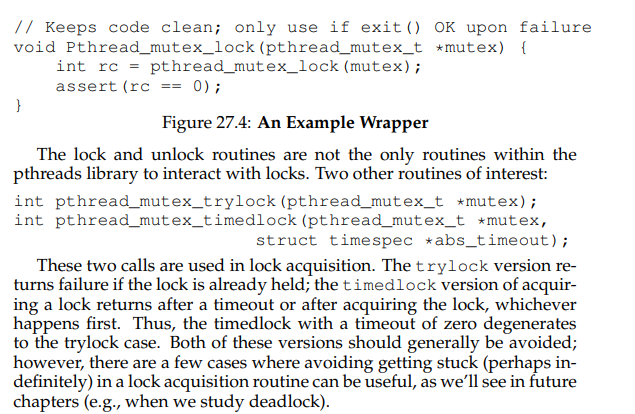 // Keeps code clean; only use if exit() OK upon failure
void Pthread_mutex_lock(pthread_mutex_t *mutex) {
    int rc = pthread_mutex_lock(mutex);
    assert(rc == 0);
}
Figure 27.4: An Example Wrapper
The lock and unlock routines are not the only routines within the
pthreads library to interact with locks. Two other routines of interest:
int pthread_mutex_trylock(pthread_mutex_t *mutex);
int pthread_mutex_timedlock(pthread_mutex_t *mutex,
                            struct timespec *abs_timeout);
These two calls are used in lock acquisition. The trylock version re-
turns failure if the lock is already held; the timedlock version of acquir-
ing a lock returns after a timeout or after acquiring the lock, whichever
happens first. Thus, the timedlock with a timeout of zero degenerates
to the trylock case. Both of these versions should generally be avoided;
however, there are a few cases where avoiding getting stuck (perhaps in-
definitely) in a lock acquisition routine can be useful, as we'll see in future
chapters (e.g., when we study deadlock).